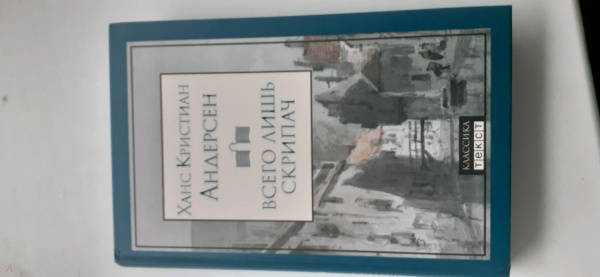 Ханс Кристиан
Андерсен
ВСЕГО ЛИШЬ
СКРИПАЧ
КЛАССИКА
ТЕКСТ